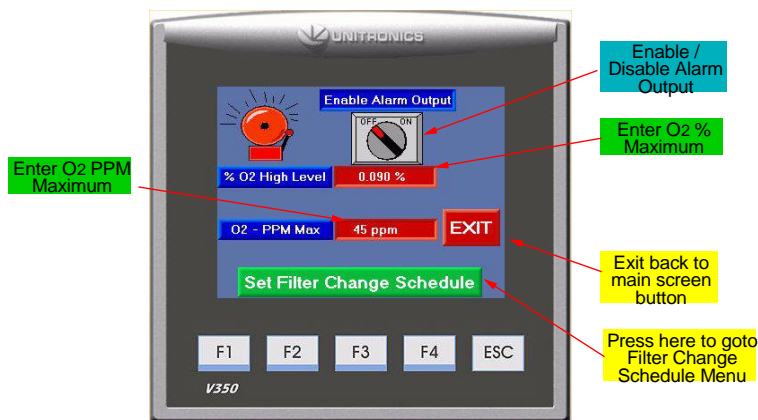 UNITRONICS
Enable /
Disable Alarm
Output
Enable Alarm Output
OFF ON
Enter O2 %
Maximum
Enter O2 PPM
Maximum
% O2 High Level
0.090 %
O2 - PPM Max
45 ppm
EXIT
Exit back to
main screen
button
Set Filter Change Schedule
Press here to goto
Filter Change
Schedule Menu
F1
F2
F3
F4
ESC
V350